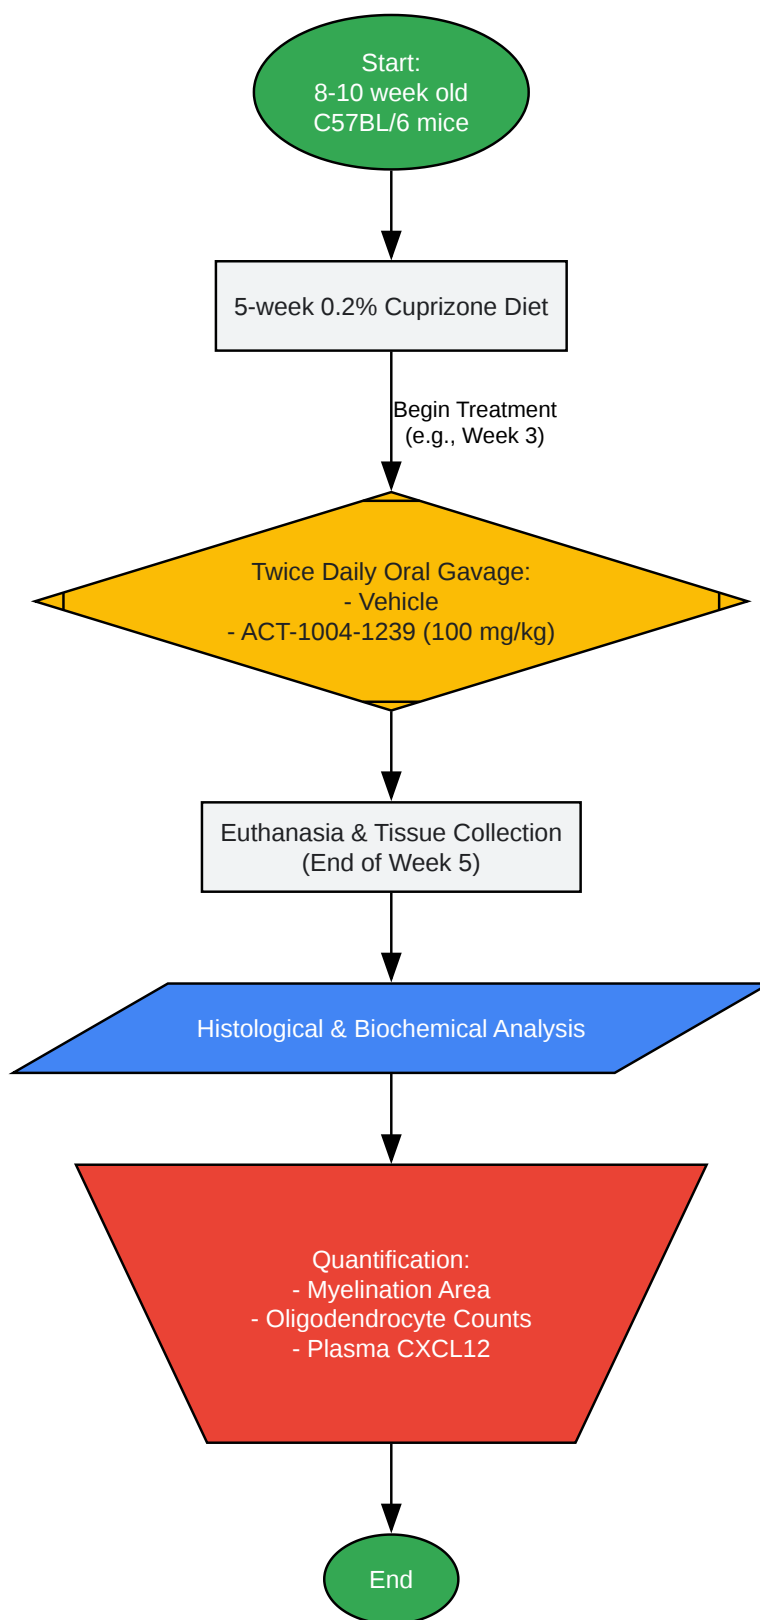 Start:
8-10 week old
C57BL/6 mice
5-week 0.2% Cuprizone Diet
Begin Treatment
(e.g., Week 3)
Twice Daily Oral Gavage:
- Vehicle
- ACT-1004-1239 (100 mg/kg)
Euthanasia & Tissue Collection
(End of Week 5)
Histological & Biochemical Analysis
Quantification:
- Myelination Area
- Oligodendrocyte Counts
- Plasma CXCL12
End